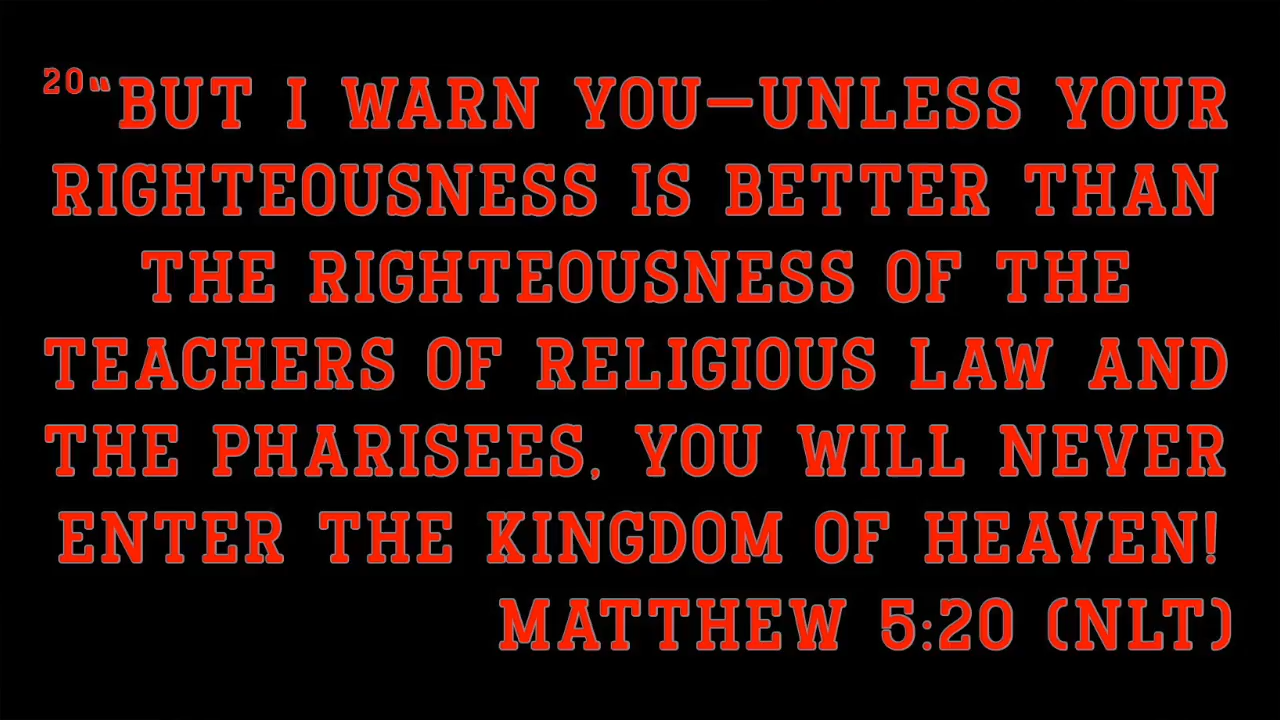 20“BUT I WARN YOU—UNLESS YOUR
RIGHTEOUSNESS IS BETTER THAN
THE RIGHTEOUSNESS OF THE
TEACHERS OF RELIGIOUS LAW AND
THE PHARISEES, YOU WILL NEVER
ENTER THE KINGDOM OF HEAVEN!
MATTHEW 5:20 (NLT)